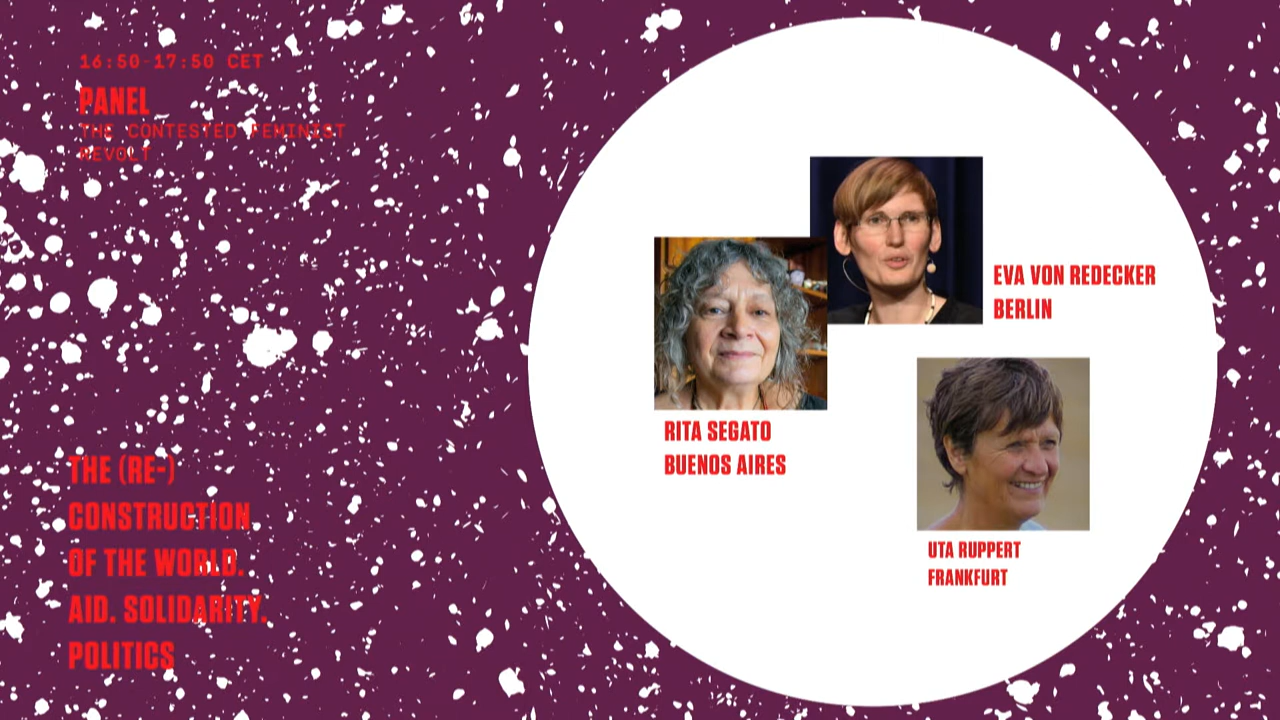 16:50-17:50 CET
PANEL
THE CONTESTED FEMINIST
REVOLT
THE (RE-)
CONSTRUCTION
OF THE WORLD.
AID. SOLIDARITY.
POLITICS
EVA VON REDECKER
BERLIN
RITA SEGATO
BUENOS AIRES
UTA RUPPERT
FRANKFURT